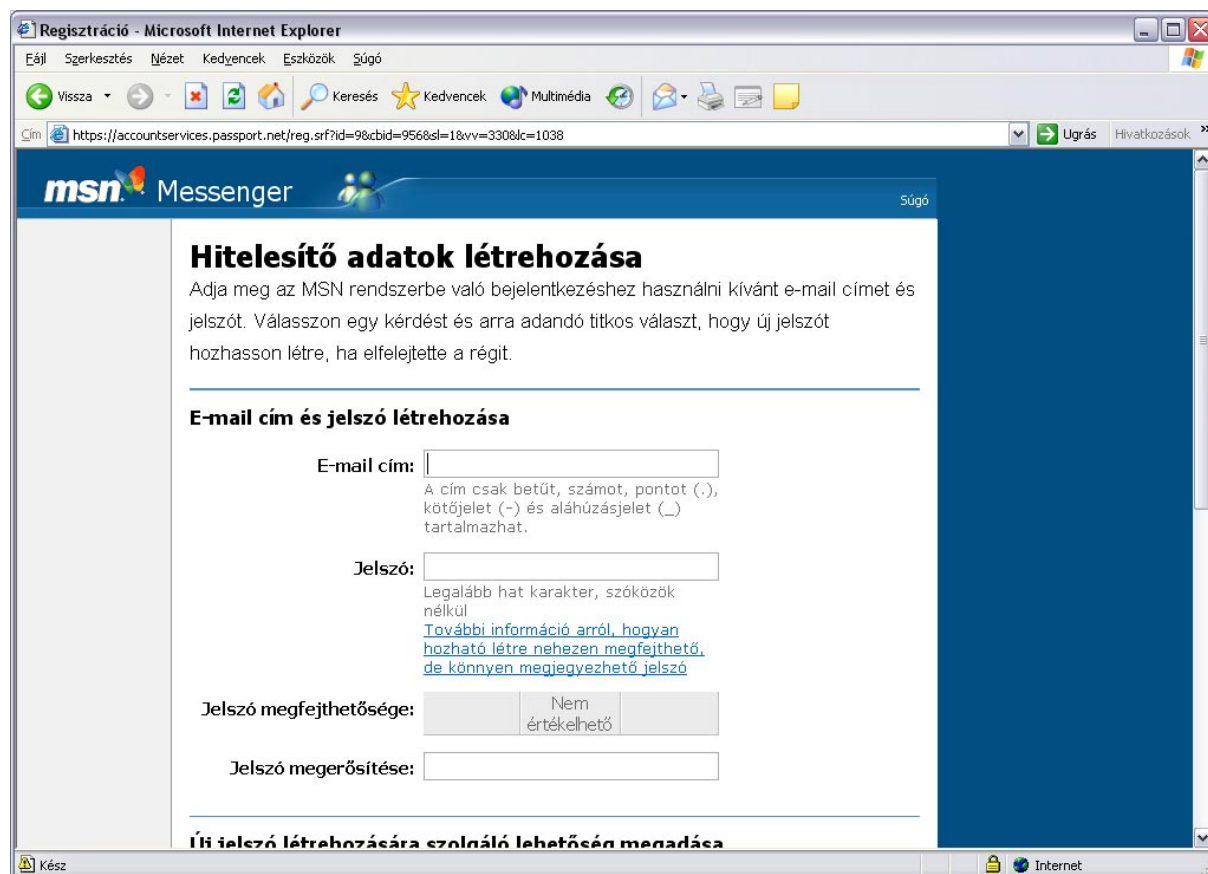 Regisztráció - Microsoft Internet Explorer
Fájl Szerkesztés Nézet Kedvencek Eszközök Súgó
Vissza Keresés Kedvencek Multimédia
Cím https://accountservices.passport.net/reg.srf?id=9&cbid=956&sl=1&vv=330&lc=1038 Ugrás Hivatkozások »
msn Messenger
Súgó
Hitelesítő adatok létrehozása
Adja meg az MSN rendszerbe való bejelentkezéshez használni kívánt e-mail címet és
jelszót. Válasszon egy kérdést és arra adandó titkos választ, hogy új jelszót
hozhasson létre, ha elfelejtette a régit.
E-mail cím és jelszó létrehozása
E-mail cím:
A cím csak betűt, számot, pontot (.),
kötőjelet (-) és aláhúzásjelet (_)
tartalmazhat.
Jelszó:
Legalább hat karakter, szóközök
nélkül
További információ arról, hogyan
hozható létre nehezen megfejthető,
de könnyen megjegyezhető jelszó
Jelszó megfejthetősége:
Nem
értékelhető
Jelszó megerősítése:
Új jelszó létrehozására szolgáló lehetőség megadása
Kész Internet